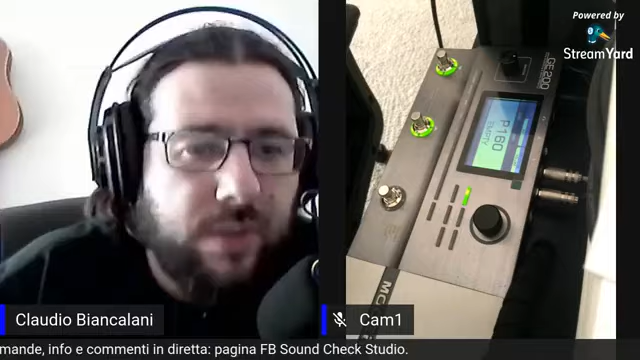 Powered by
StreamYard
GE200
P160
EMPTY
MO
Claudio Biancalani
Cam1
mande, info e commenti in diretta: pagina FB Sound Check Studio.